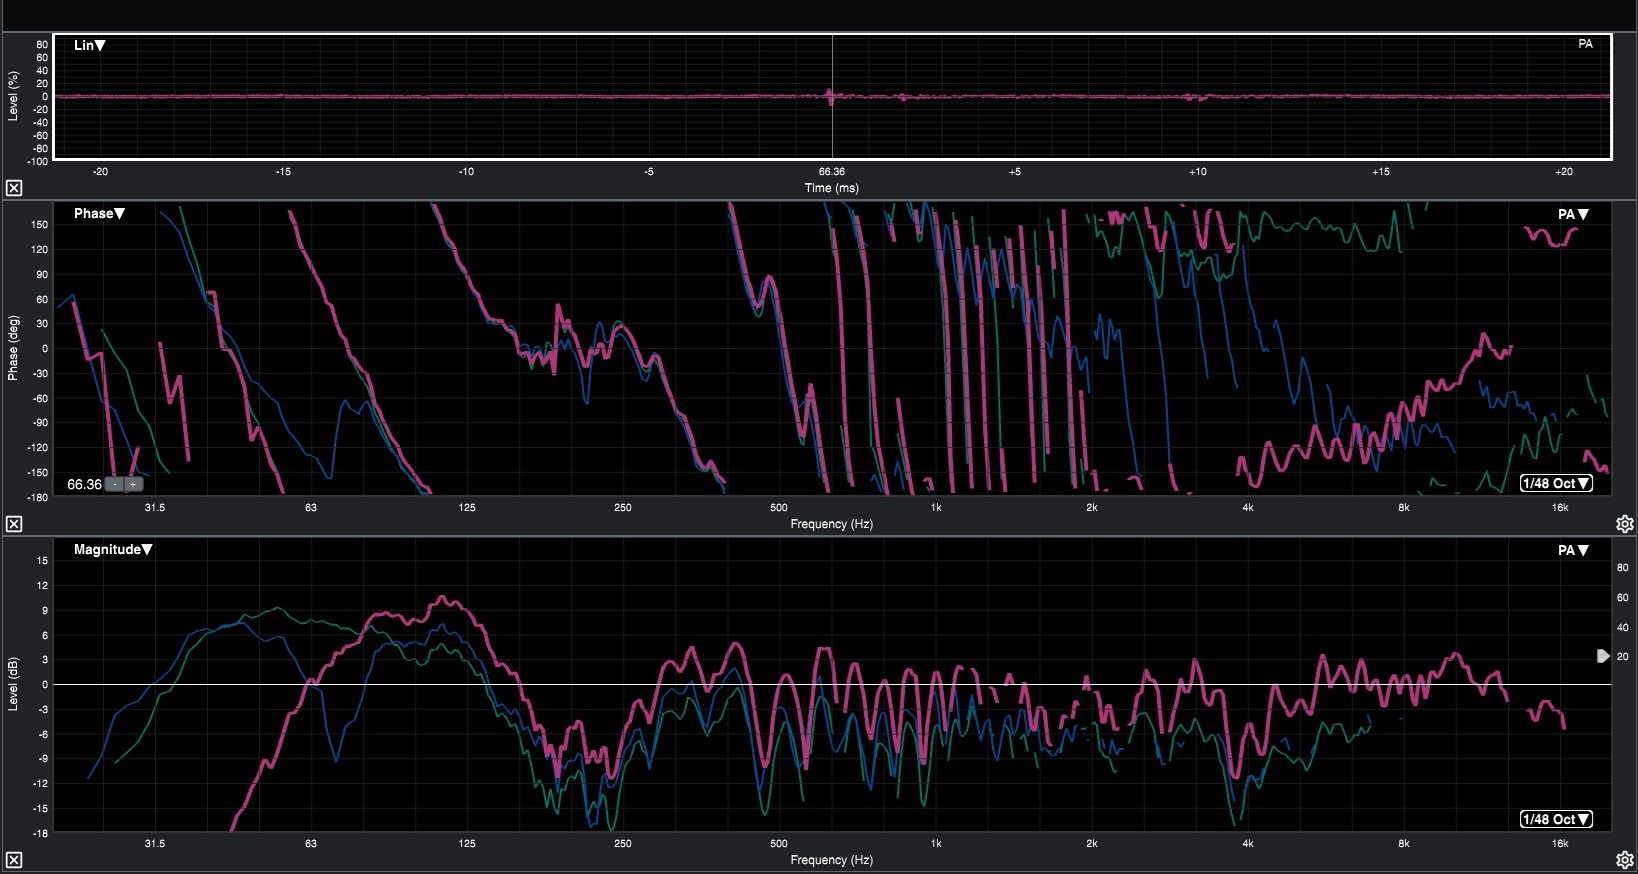 Lin▼ PA
80
60
40
20
0
-20
-40
-60
-80
-100
Level (%)
-20 -15 -10 -5 66.36 +5 +10 +15 +20
Time (ms)
Phase▼ PA▼
150
120
90
60
30
0
-30
-60
-90
-120
-150
-180
Phase (deg)
66.36 - +
1/48 Oct▼
31.5 63 125 250 500 1k 2k 4k 8k 16k
Frequency (Hz)
Magnitude▼ PA▼
15
12
9
6
3
0
-3
-6
-9
-12
-15
-18
Level (dB)
80
60
40
20
1/48 Oct▼
31.5 63 125 250 500 1k 2k 4k 8k 16k
Frequency (Hz)